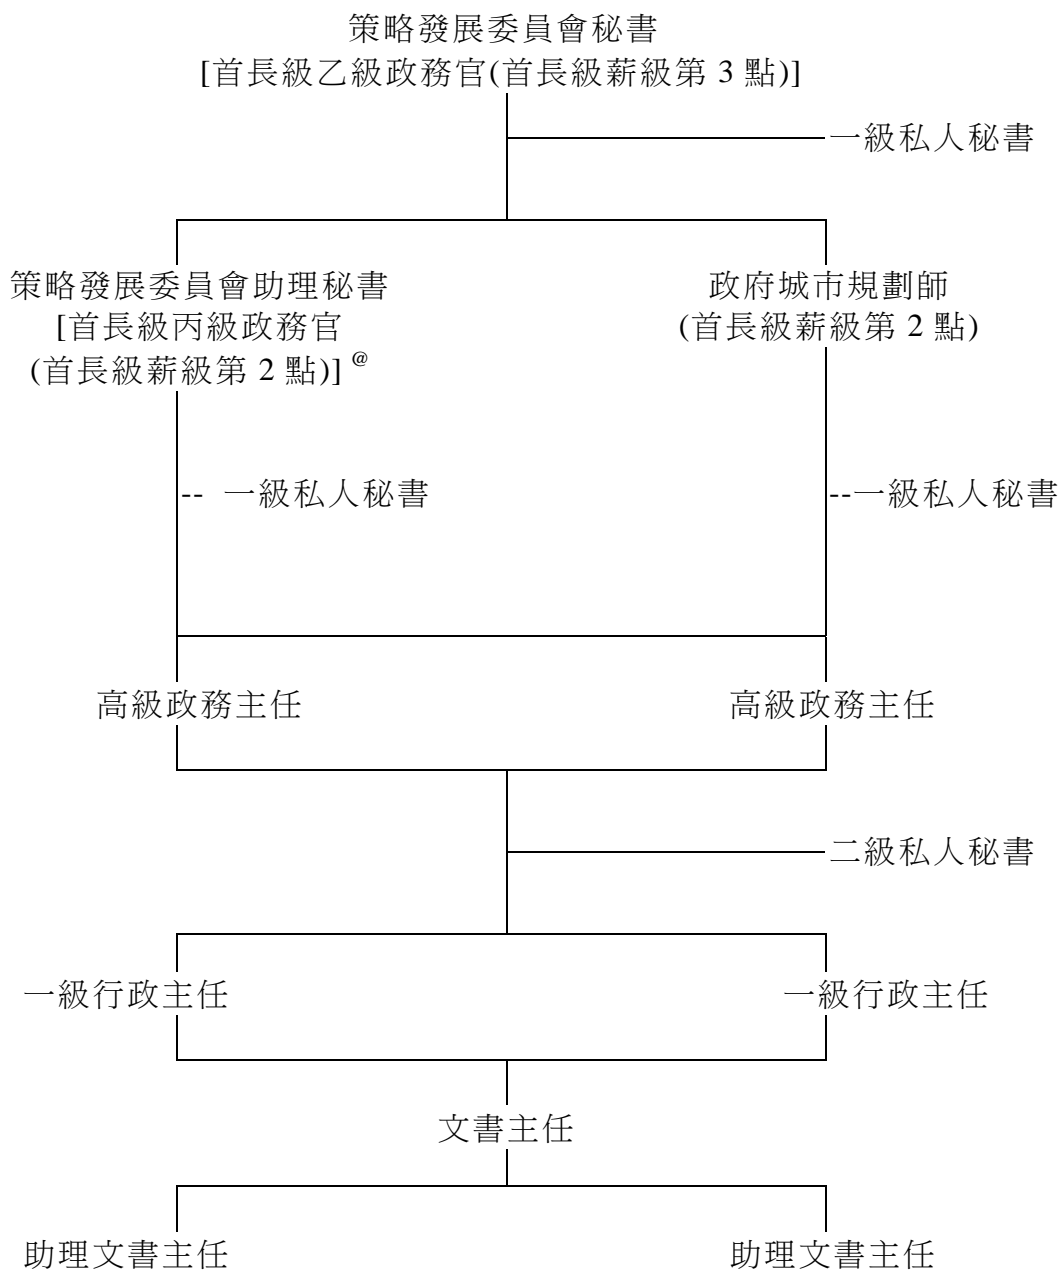 策略發展委員會秘書
[首長級乙級政務官(首長級薪級第 3 點)]
一級私人秘書
策略發展委員會助理秘書
[首長級丙級政務官
(首長級薪級第 2 點)] @
政府城市規劃師
(首長級薪級第 2 點)
-- 一級私人秘書
--一級私人秘書
高級政務主任
高級政務主任
二級私人秘書
一級行政主任
一級行政主任
文書主任
助理文書主任
助理文書主任